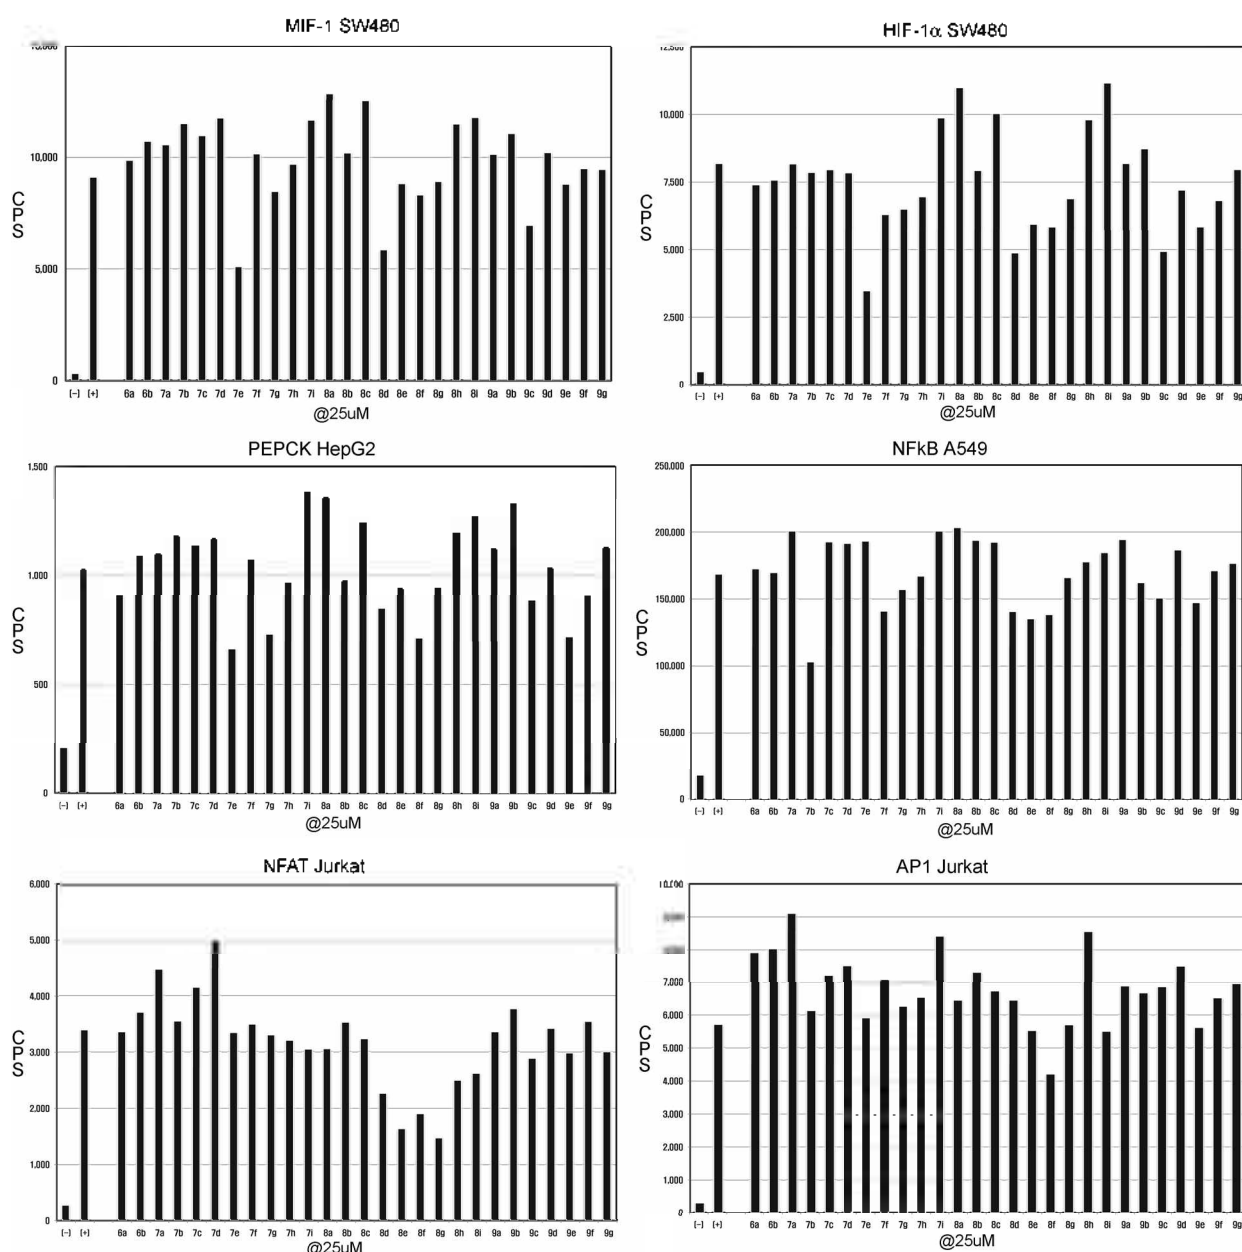 MIF-1 SW480
10,000
5,000
0
CPS
(-) (+) 6a 6b 7a 7b 7c 7d 7e 7f 7g 7h 7i 8a 8b 8c 8d 8e 8f 8g 8h 8i 9a 9b 9c 9d 9e 9f 9g
@25uM
HIF-1α SW480
12,500
10,000
7,500
5,000
2,500
0
CPS
(-) (+) 6a 6b 7a 7b 7c 7d 7e 7f 7g 7h 7i 8a 8b 8c 8d 8e 8f 8g 8h 8i 9a 9b 9c 9d 9e 9f 9g
@25uM
PEPCK HepG2
1,500
1,000
500
0
CPS
(-) (+) 6a 6b 7a 7b 7c 7d 7e 7f 7g 7h 7i 8a 8b 8c 8d 8e 8f 8g 8h 8i 9a 9b 9c 9d 9e 9f 9g
@25uM
NFkB A549
250,000
200,000
150,000
100,000
50,000
0
CPS
(-) (+) 6a 6b 7a 7b 7c 7d 7e 7f 7g 7h 7i 8a 8b 8c 8d 8e 8f 8g 8h 8i 9a 9b 9c 9d 9e 9f 9g
@25uM
NFAT Jurkat
6,000
5,000
4,000
3,000
2,000
1,000
0
CPS
(-) (+) 6a 6b 7a 7b 7c 7d 7e 7f 7g 7h 7i 8a 8b 8c 8d 8e 8f 8g 8h 8i 9a 9b 9c 9d 9e 9f 9g
@25uM
AP1 Jurkat
10,000
7,000
6,000
5,000
4,000
3,000
2,000
1,000
0
CPS
(-) (+) 6a 6b 7a 7b 7c 7d 7e 7f 7g 7h 7i 8a 8b 8c 8d 8e 8f 8g 8h 8i 9a 9b 9c 9d 9e 9f 9g
@25uM